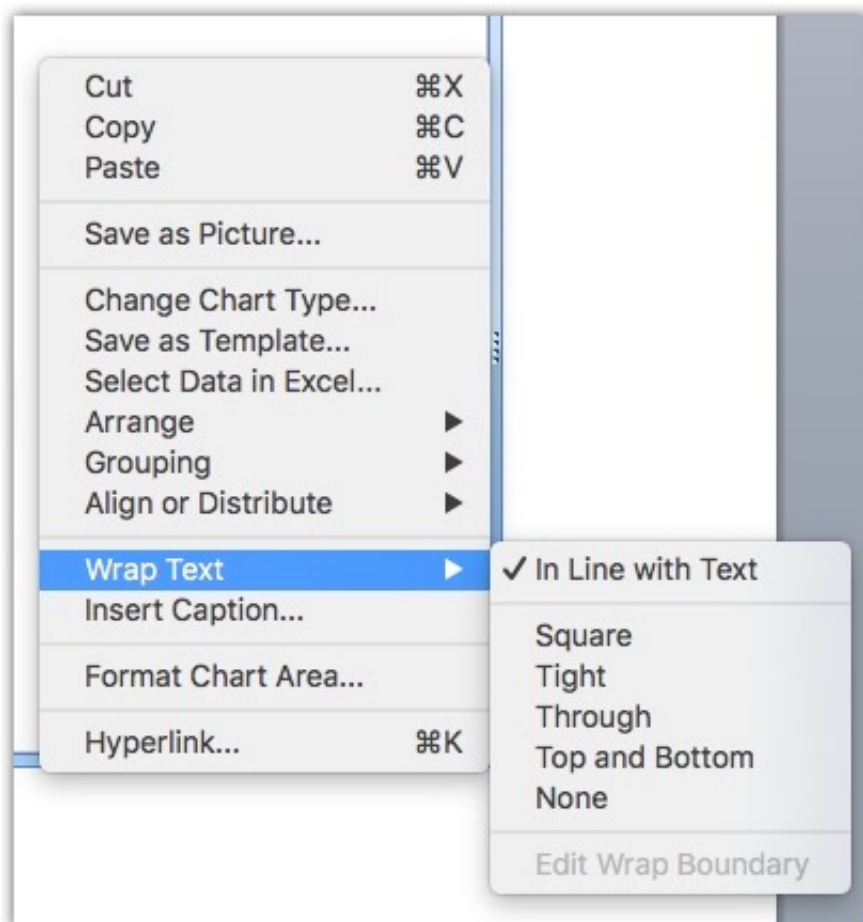 Cut ⌘X
Copy ⌘C
Paste ⌘V
Save as Picture...
Change Chart Type...
Save as Template...
Select Data in Excel...
Arrange ▶
Grouping ▶
Align or Distribute ▶
Wrap Text ▶
Insert Caption...
Format Chart Area...
Hyperlink... ⌘K
✓ In Line with Text
Square
Tight
Through
Top and Bottom
None
Edit Wrap Boundary